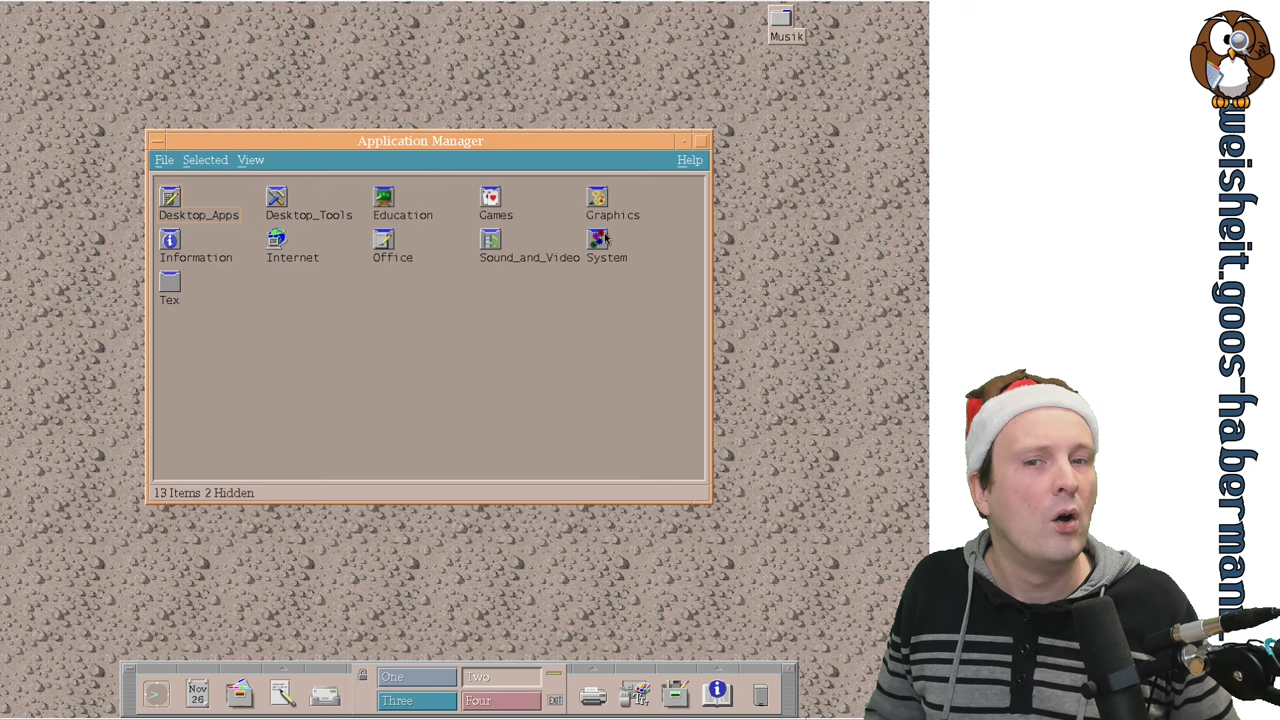 Musik
Application Manager
File Selected View Help
Desktop_Apps Desktop_Tools Education Games Graphics
Information Internet Office Sound_and_Video System
Tex
13 Items 2 Hidden
One Two
Nov
26
Three Four
EXIT
weisheit.goos-habermann.